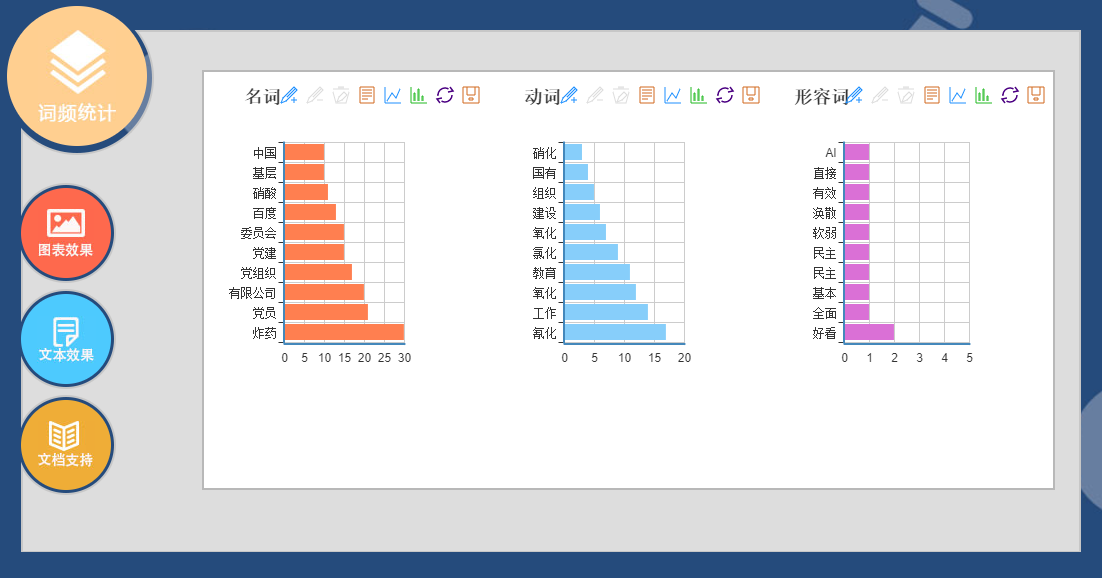 词频统计
图表效果
文本效果
文档支持
名词
中国
基层
硝酸
百度
委员会
党建
党组织
有限公司
党员
炸药
0 5 10 15 20 25 30
动词
硝化
国有
组织
建设
氧化
氯化
教育
氧化
工作
氰化
0 5 10 15 20
形容词
AI
直接
有效
涣散
软弱
民主
民主
基本
全面
好看
0 1 2 3 4 5